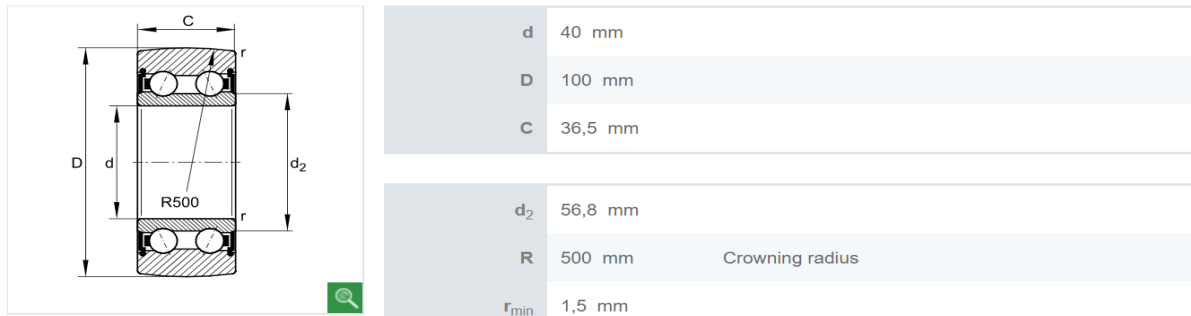 C
r
D
d
d2
R500
r
d 40 mm
D 100 mm
C 36,5 mm
d2 56,8 mm
R 500 mm Crowning radius
rmin 1,5 mm